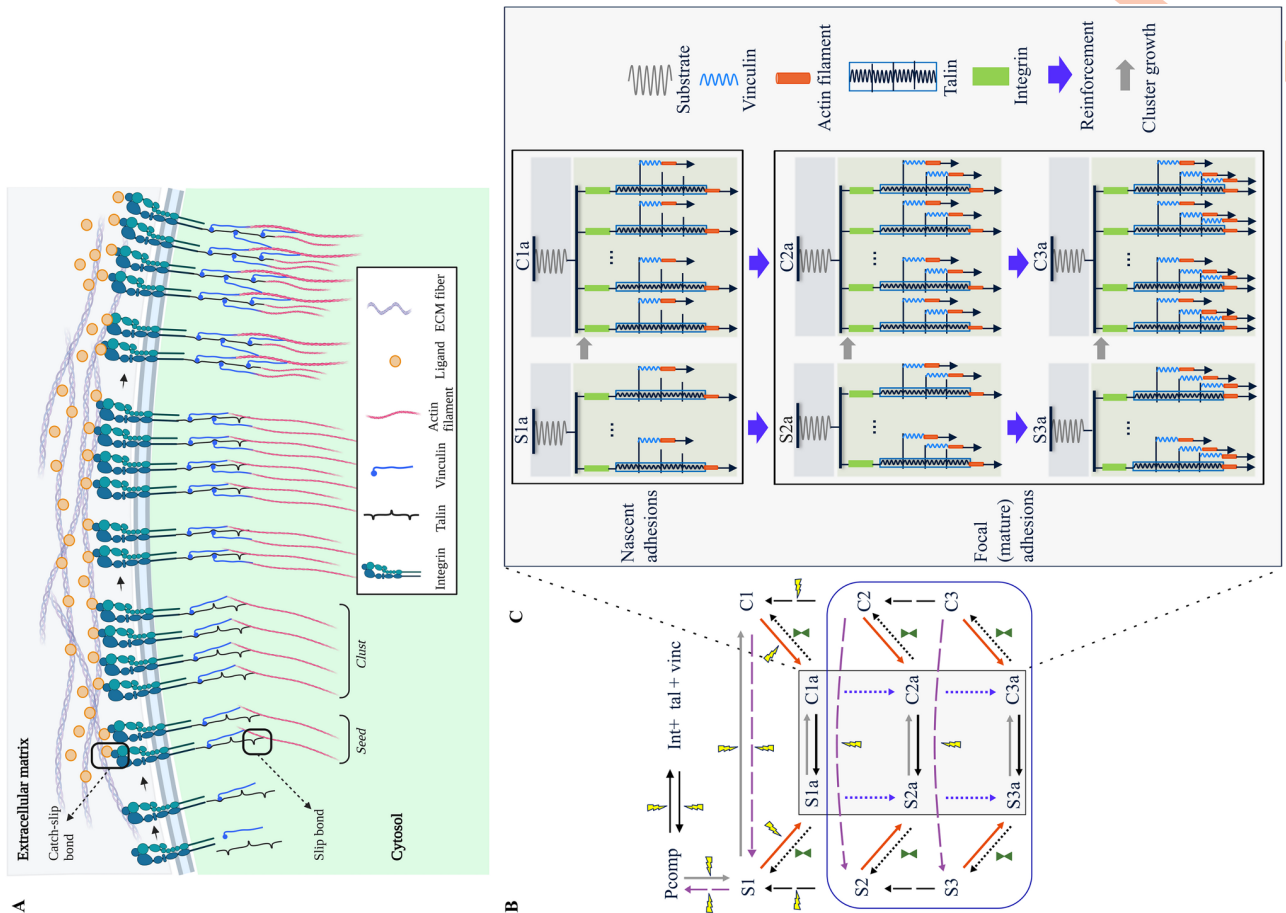 A
Extracellular matrix
Catch-slip
bond
Seed
Clust
Slip bond
Cytosol
Integrin
Talin
Vinculin
Actin
filament
Ligand
ECM fiber
B
Pcomp
Int+ tal + vinc
S1
C1
S1a
C1a
S2
S2a
C2a
C2
S3
S3a
C3a
C3
C
Nascent
adhesions
Focal
(mature)
adhesions
S1a
C1a
...
...
S2a
C2a
...
...
S3a
C3a
...
...
Substrate
Vinculin
Actin filament
Talin
Integrin
Reinforcement
Cluster growth